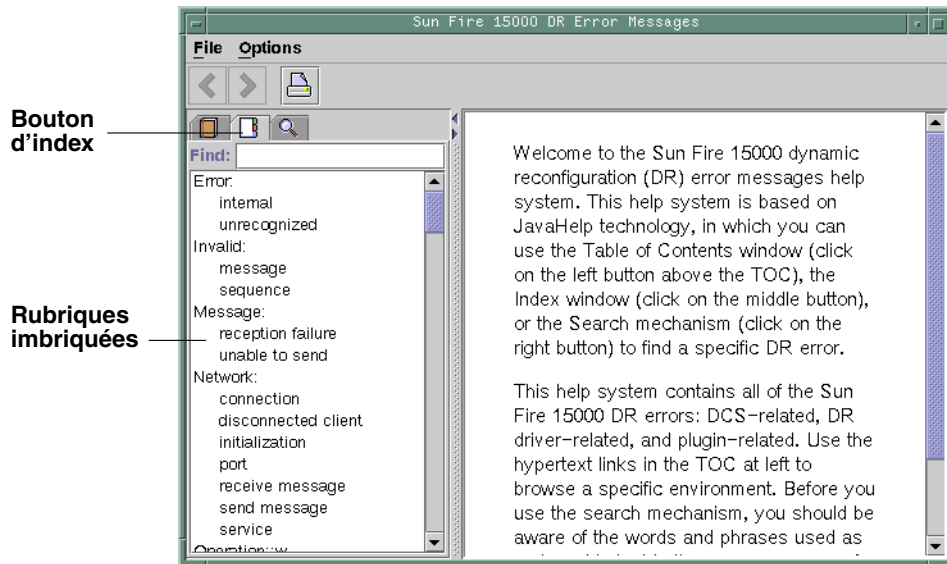 Sun Fire 15000 DR Error Messages
File Options
Bouton
d'index
Find:
Error:
internal
unrecognized
Invalid:
message
sequence
Rubriques
imbriquées
Message:
reception failure
unable to send
Network:
connection
disconnected client
initialization
port
receive message
send message
service
Welcome to the Sun Fire 15000 dynamic
reconfiguration (DR) error messages help
system. This help system is based on
JavaHelp technology, in which you can
use the Table of Contents window (click
on the left button above the TOC), the
Index window (click on the middle button),
or the Search mechanism (click on the
right button) to find a specific DR error.
This help system contains all of the Sun
Fire 15000 DR errors: DCS-related, DR
driver-related, and plugin-related. Use the
hypertext links in the TOC at left to
browse a specific environment. Before you
use the search mechanism, you should be
aware of the words and phrases used as